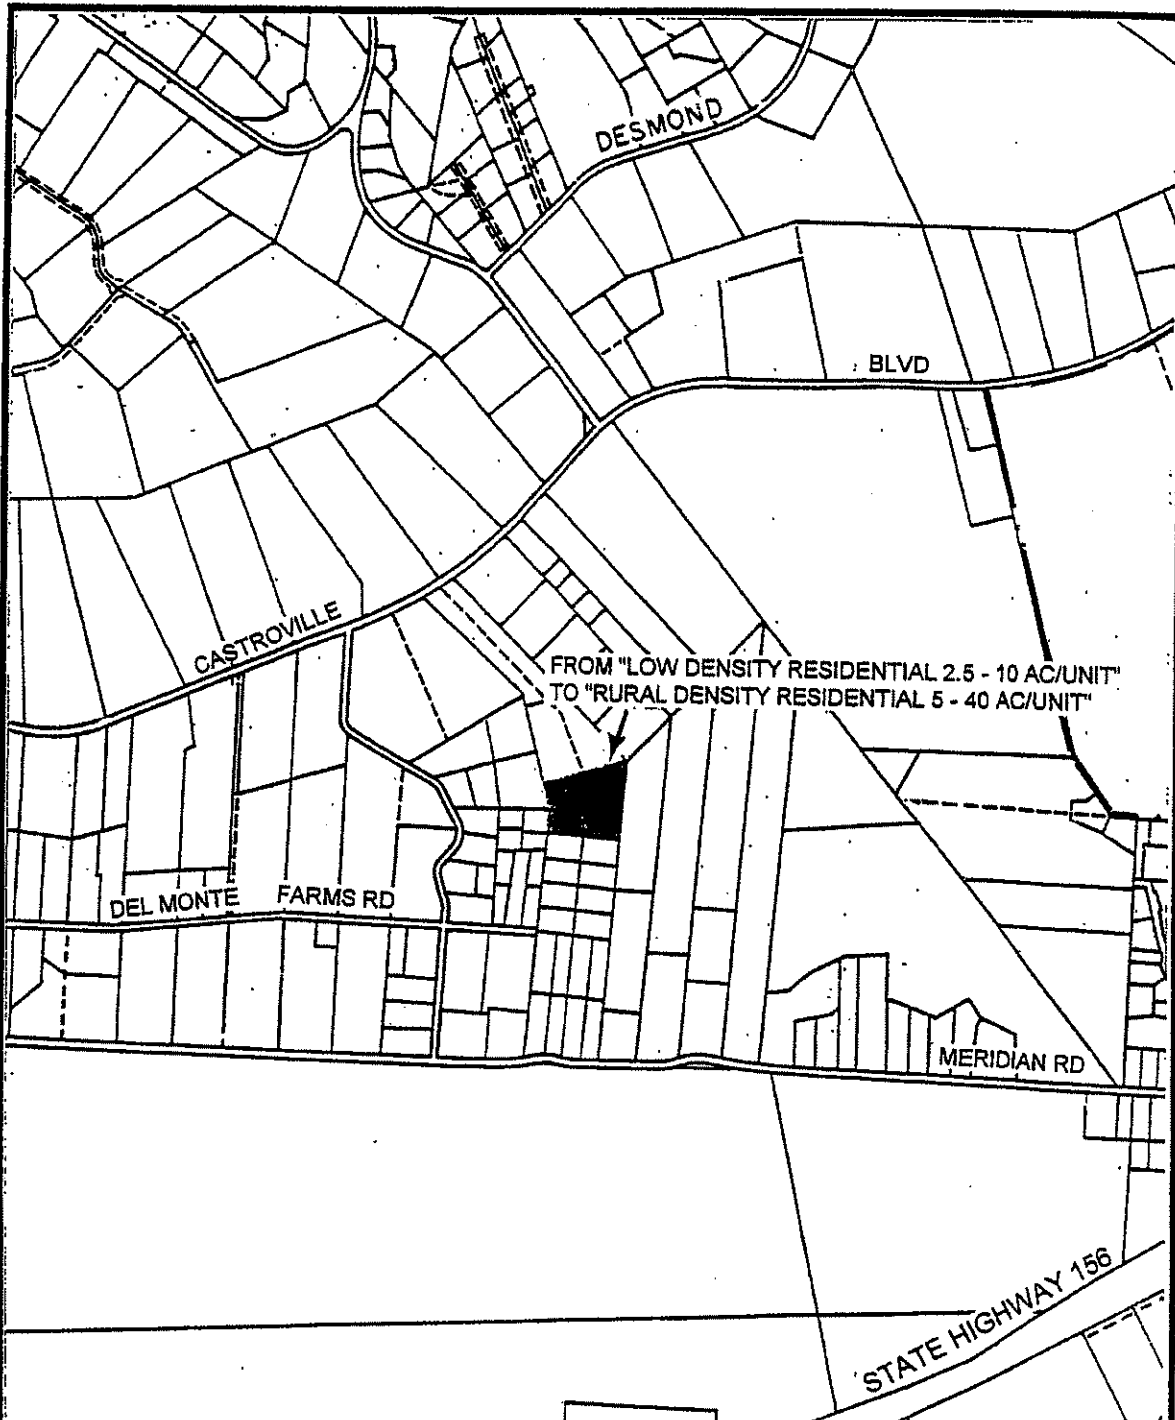 DESMOND
BLVD
CASTROVILLE
FROM "LOW DENSITY RESIDENTIAL 2.5 - 10 AC/UNIT"
TO "RURAL DENSITY RESIDENTIAL 5 - 40 AC/UNIT"
DEL MONTE FARMS RD
MERIDIAN RD
STATE HIGHWAY 156